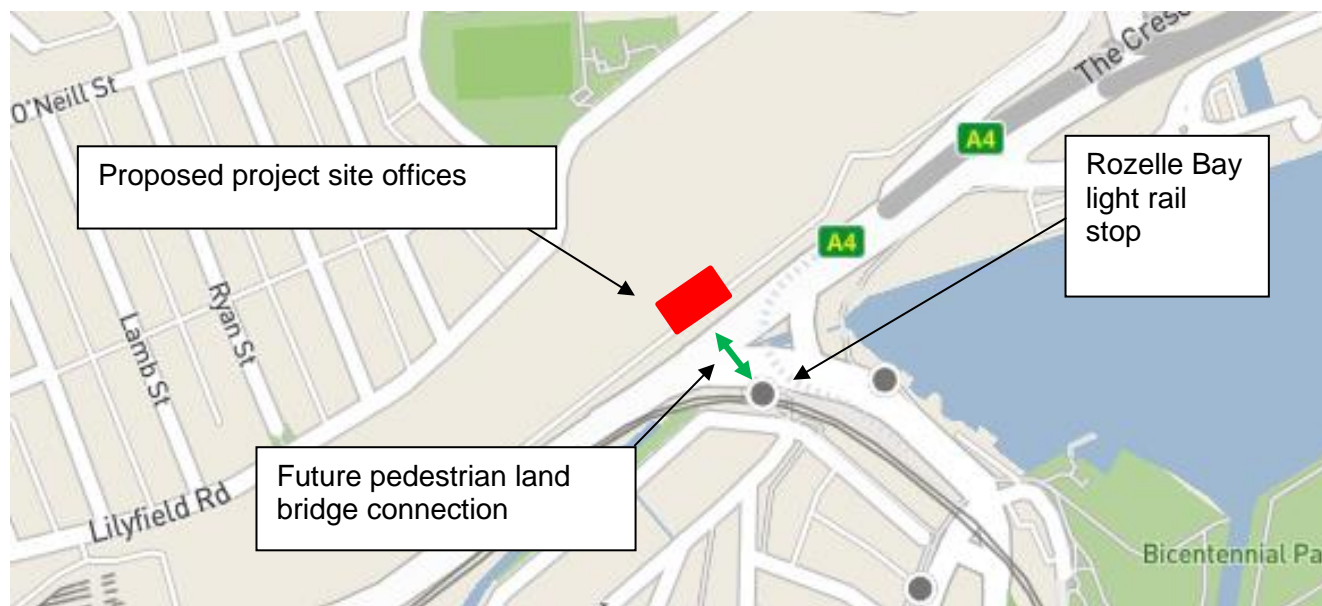 O'Neill St
The Cresc
A4
Proposed project site offices
Rozelle Bay
light rail
stop
A4
Ryan St
Lamb St
Future pedestrian land
bridge connection
Lilyfield Rd
Bicentennial Pa